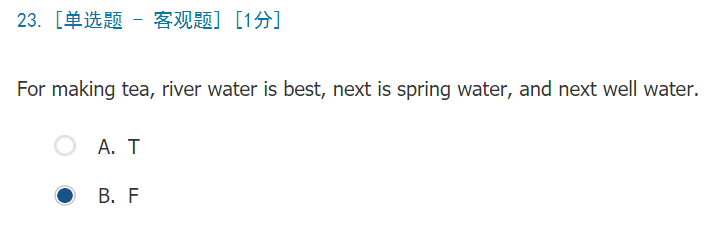 23. [单选题 - 客观题] [1分]
For making tea, river water is best, next is spring water, and next well water.
A. T
B. F